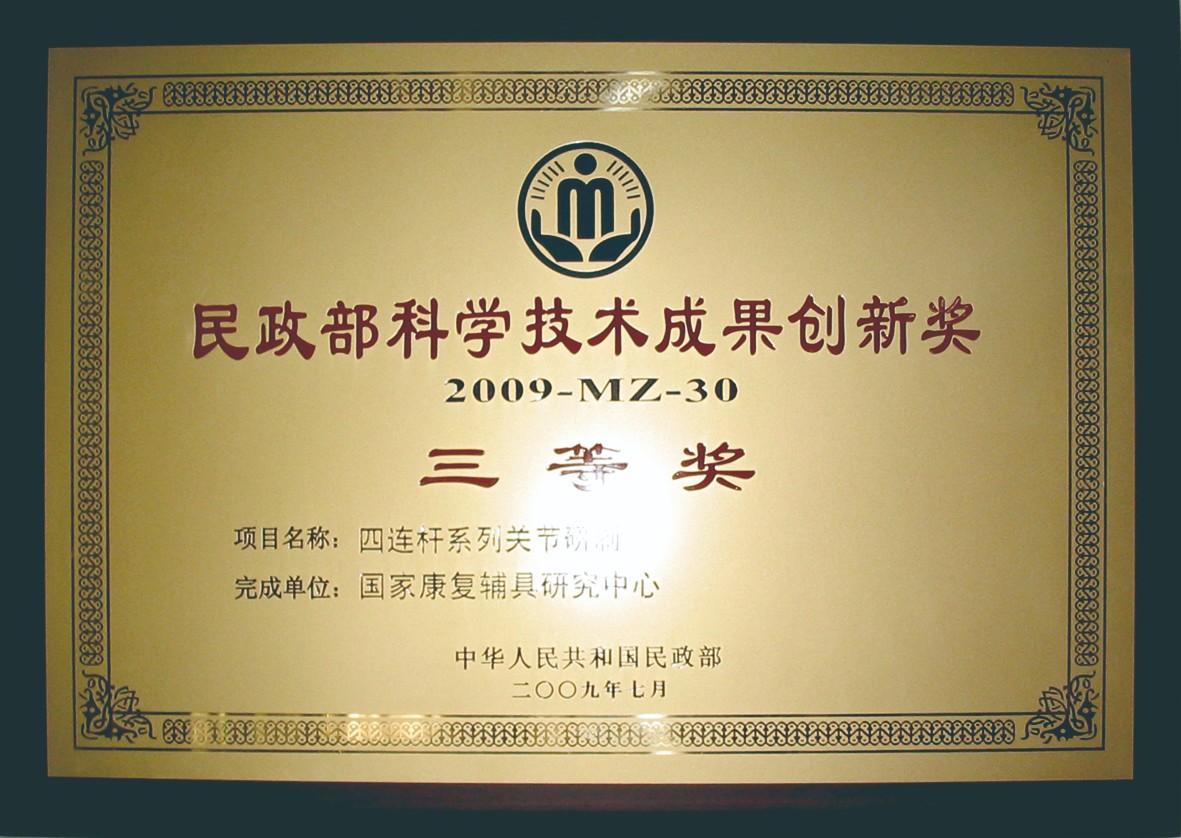 民政部科学技术成果创新奖
2009-MZ-30
三等奖
项目名称：四连杆系列关节研制
完成单位：国家康复辅具研究中心
中华人民共和国民政部
二〇〇九年七月